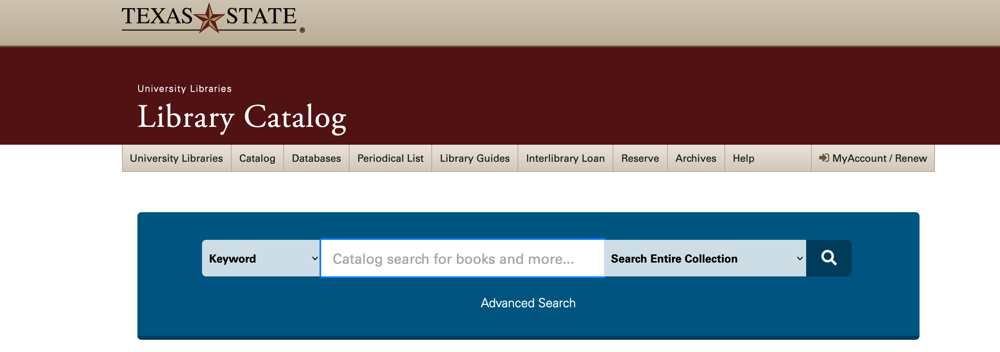 TEXAS STATE ®
University Libraries
Library Catalog
University Libraries Catalog Databases Periodical List Library Guides Interlibrary Loan Reserve Archives Help MyAccount / Renew
Keyword Catalog search for books and more... Search Entire Collection
Advanced Search